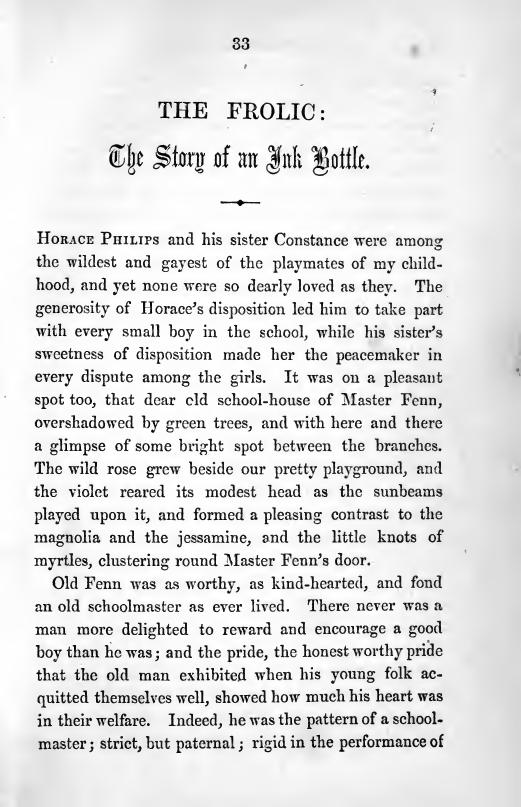 33
THE FROLIC:
The Story of an Ink Bottle.
Horace Philips and his sister Constance were among
the wildest and gayest of the playmates of my child-
hood, and yet none were so dearly loved as they. The
generosity of Horace's disposition led him to take part
with every small boy in the school, while his sister's
sweetness of disposition made her the peacemaker in
every dispute among the girls. It was on a pleasant
spot too, that dear old school-house of Master Fenn,
overshadowed by green trees, and with here and there
a glimpse of some bright spot between the branches.
The wild rose grew beside our pretty playground, and
the violet reared its modest head as the sunbeams
played upon it, and formed a pleasing contrast to the
magnolia and the jessamine, and the little knots of
myrtles, clustering round Master Fenn's door.
Old Fenn was as worthy, as kind-hearted, and fond
an old schoolmaster as ever lived. There never was a
man more delighted to reward and encourage a good
boy than he was; and the pride, the honest worthy pride
that the old man exhibited when his young folk ac-
quitted themselves well, showed how much his heart was
in their welfare. Indeed, he was the pattern of a school-
master; strict, but paternal; rigid in the performance of